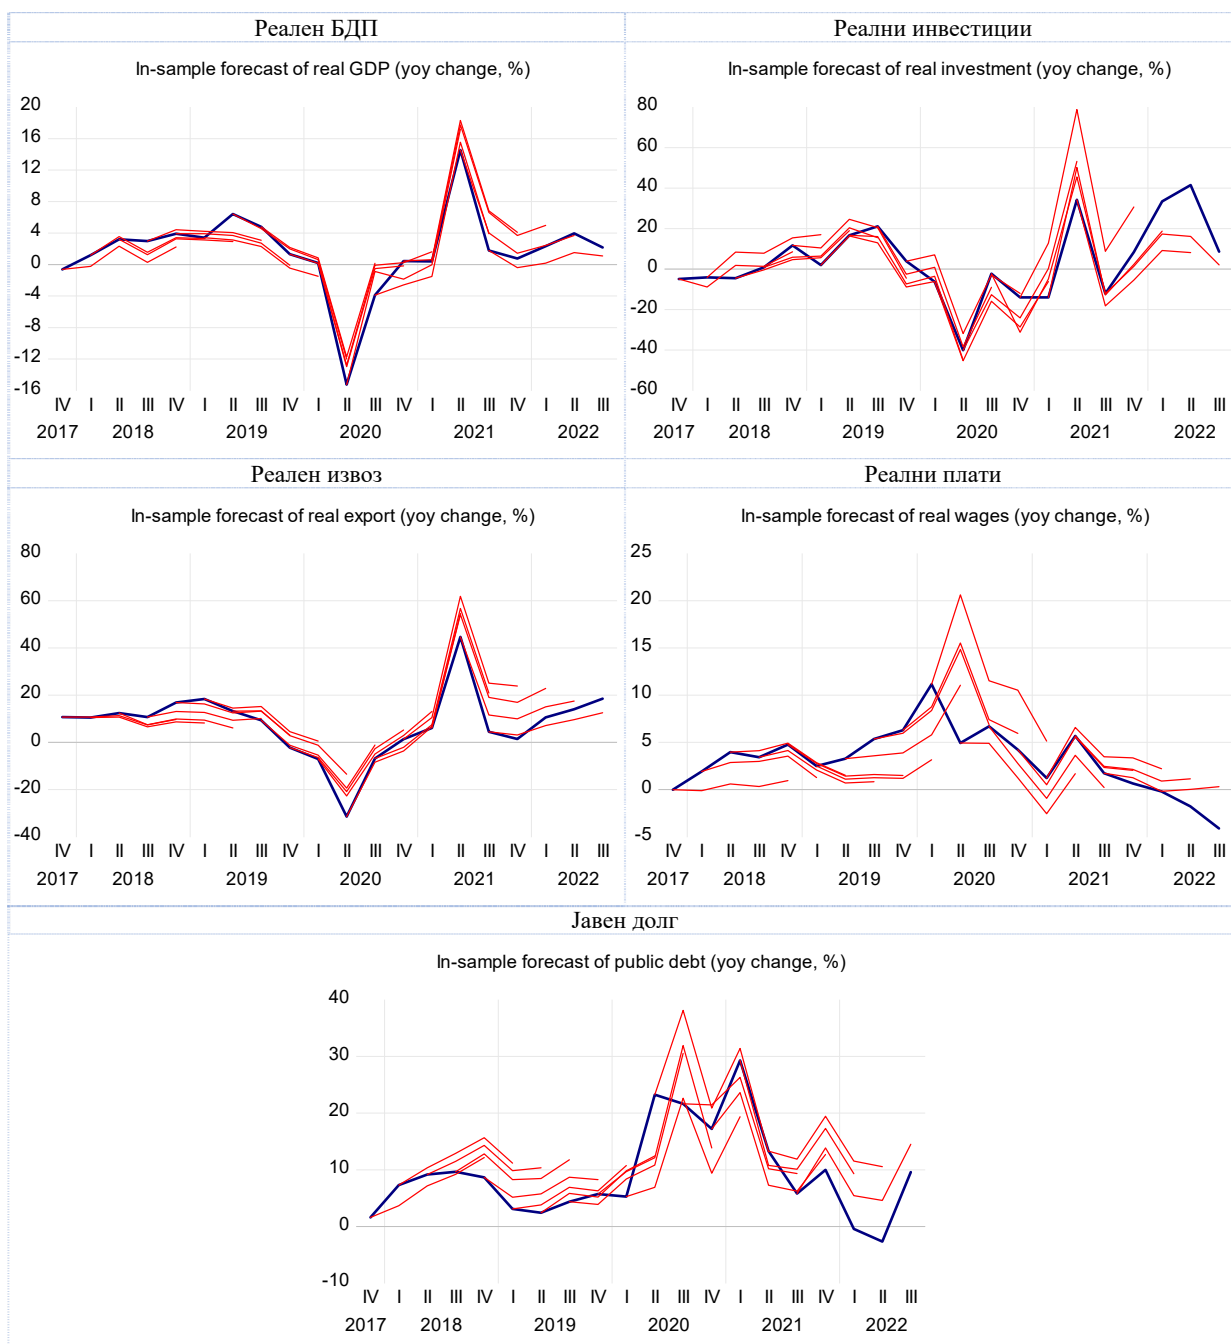 Реален БДП
Реални инвестиции
In-sample forecast of real GDP (yoy change, %)
20
16
12
8
4
0
-4
-8
-12
-16
IV I II III IV I II III IV I II III IV I II III IV I II III
2017 2018 2019 2020 2021 2022
In-sample forecast of real investment (yoy change, %)
80
60
40
20
0
-20
-40
-60
IV I II III IV I II III IV I II III IV I II III IV I II III
2017 2018 2019 2020 2021 2022
Реален извоз
Реални плати
In-sample forecast of real export (yoy change, %)
80
60
40
20
0
-20
-40
IV I II III IV I II III IV I II III IV I II III IV I II III
2017 2018 2019 2020 2021 2022
In-sample forecast of real wages (yoy change, %)
25
20
15
10
5
0
-5
IV I II III IV I II III IV I II III IV I II III IV I II III
2017 2018 2019 2020 2021 2022
Јавен долг
In-sample forecast of public debt (yoy change, %)
40
30
20
10
0
-10
IV I II III IV I II III IV I II III IV I II III IV I II III
2017 2018 2019 2020 2021 2022